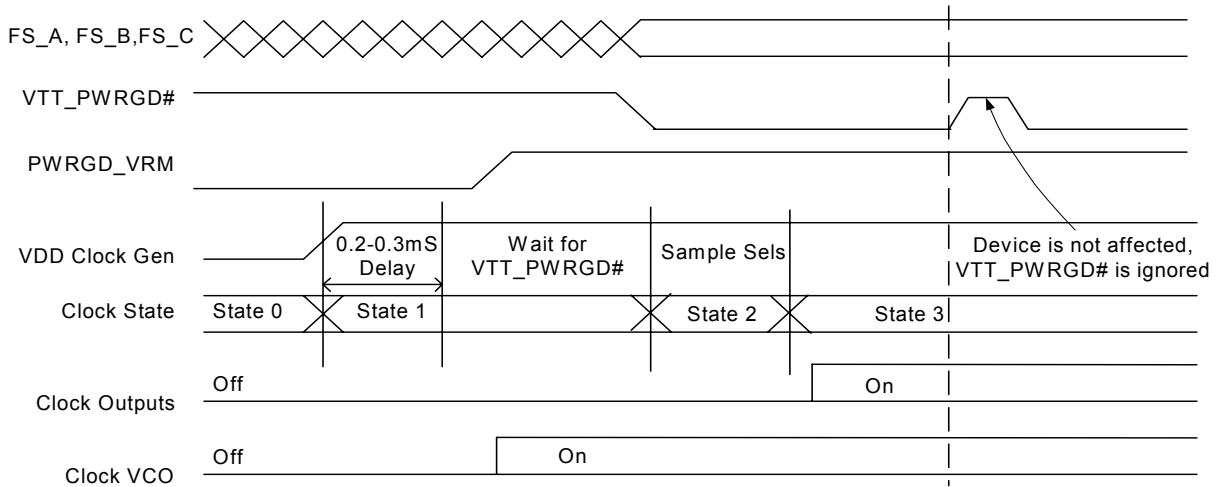 FS_A, FS_B,FS_C
VTT_PWRGD#
PWRGD_VRM
VDD Clock Gen
0.2-0.3mS
Delay
Wait for
VTT_PWRGD#
Sample Sels
Device is not affected,
VTT_PWRGD# is ignored
Clock State
State 0
State 1
State 2
State 3
Clock Outputs
Off
On
Clock VCO
Off
On